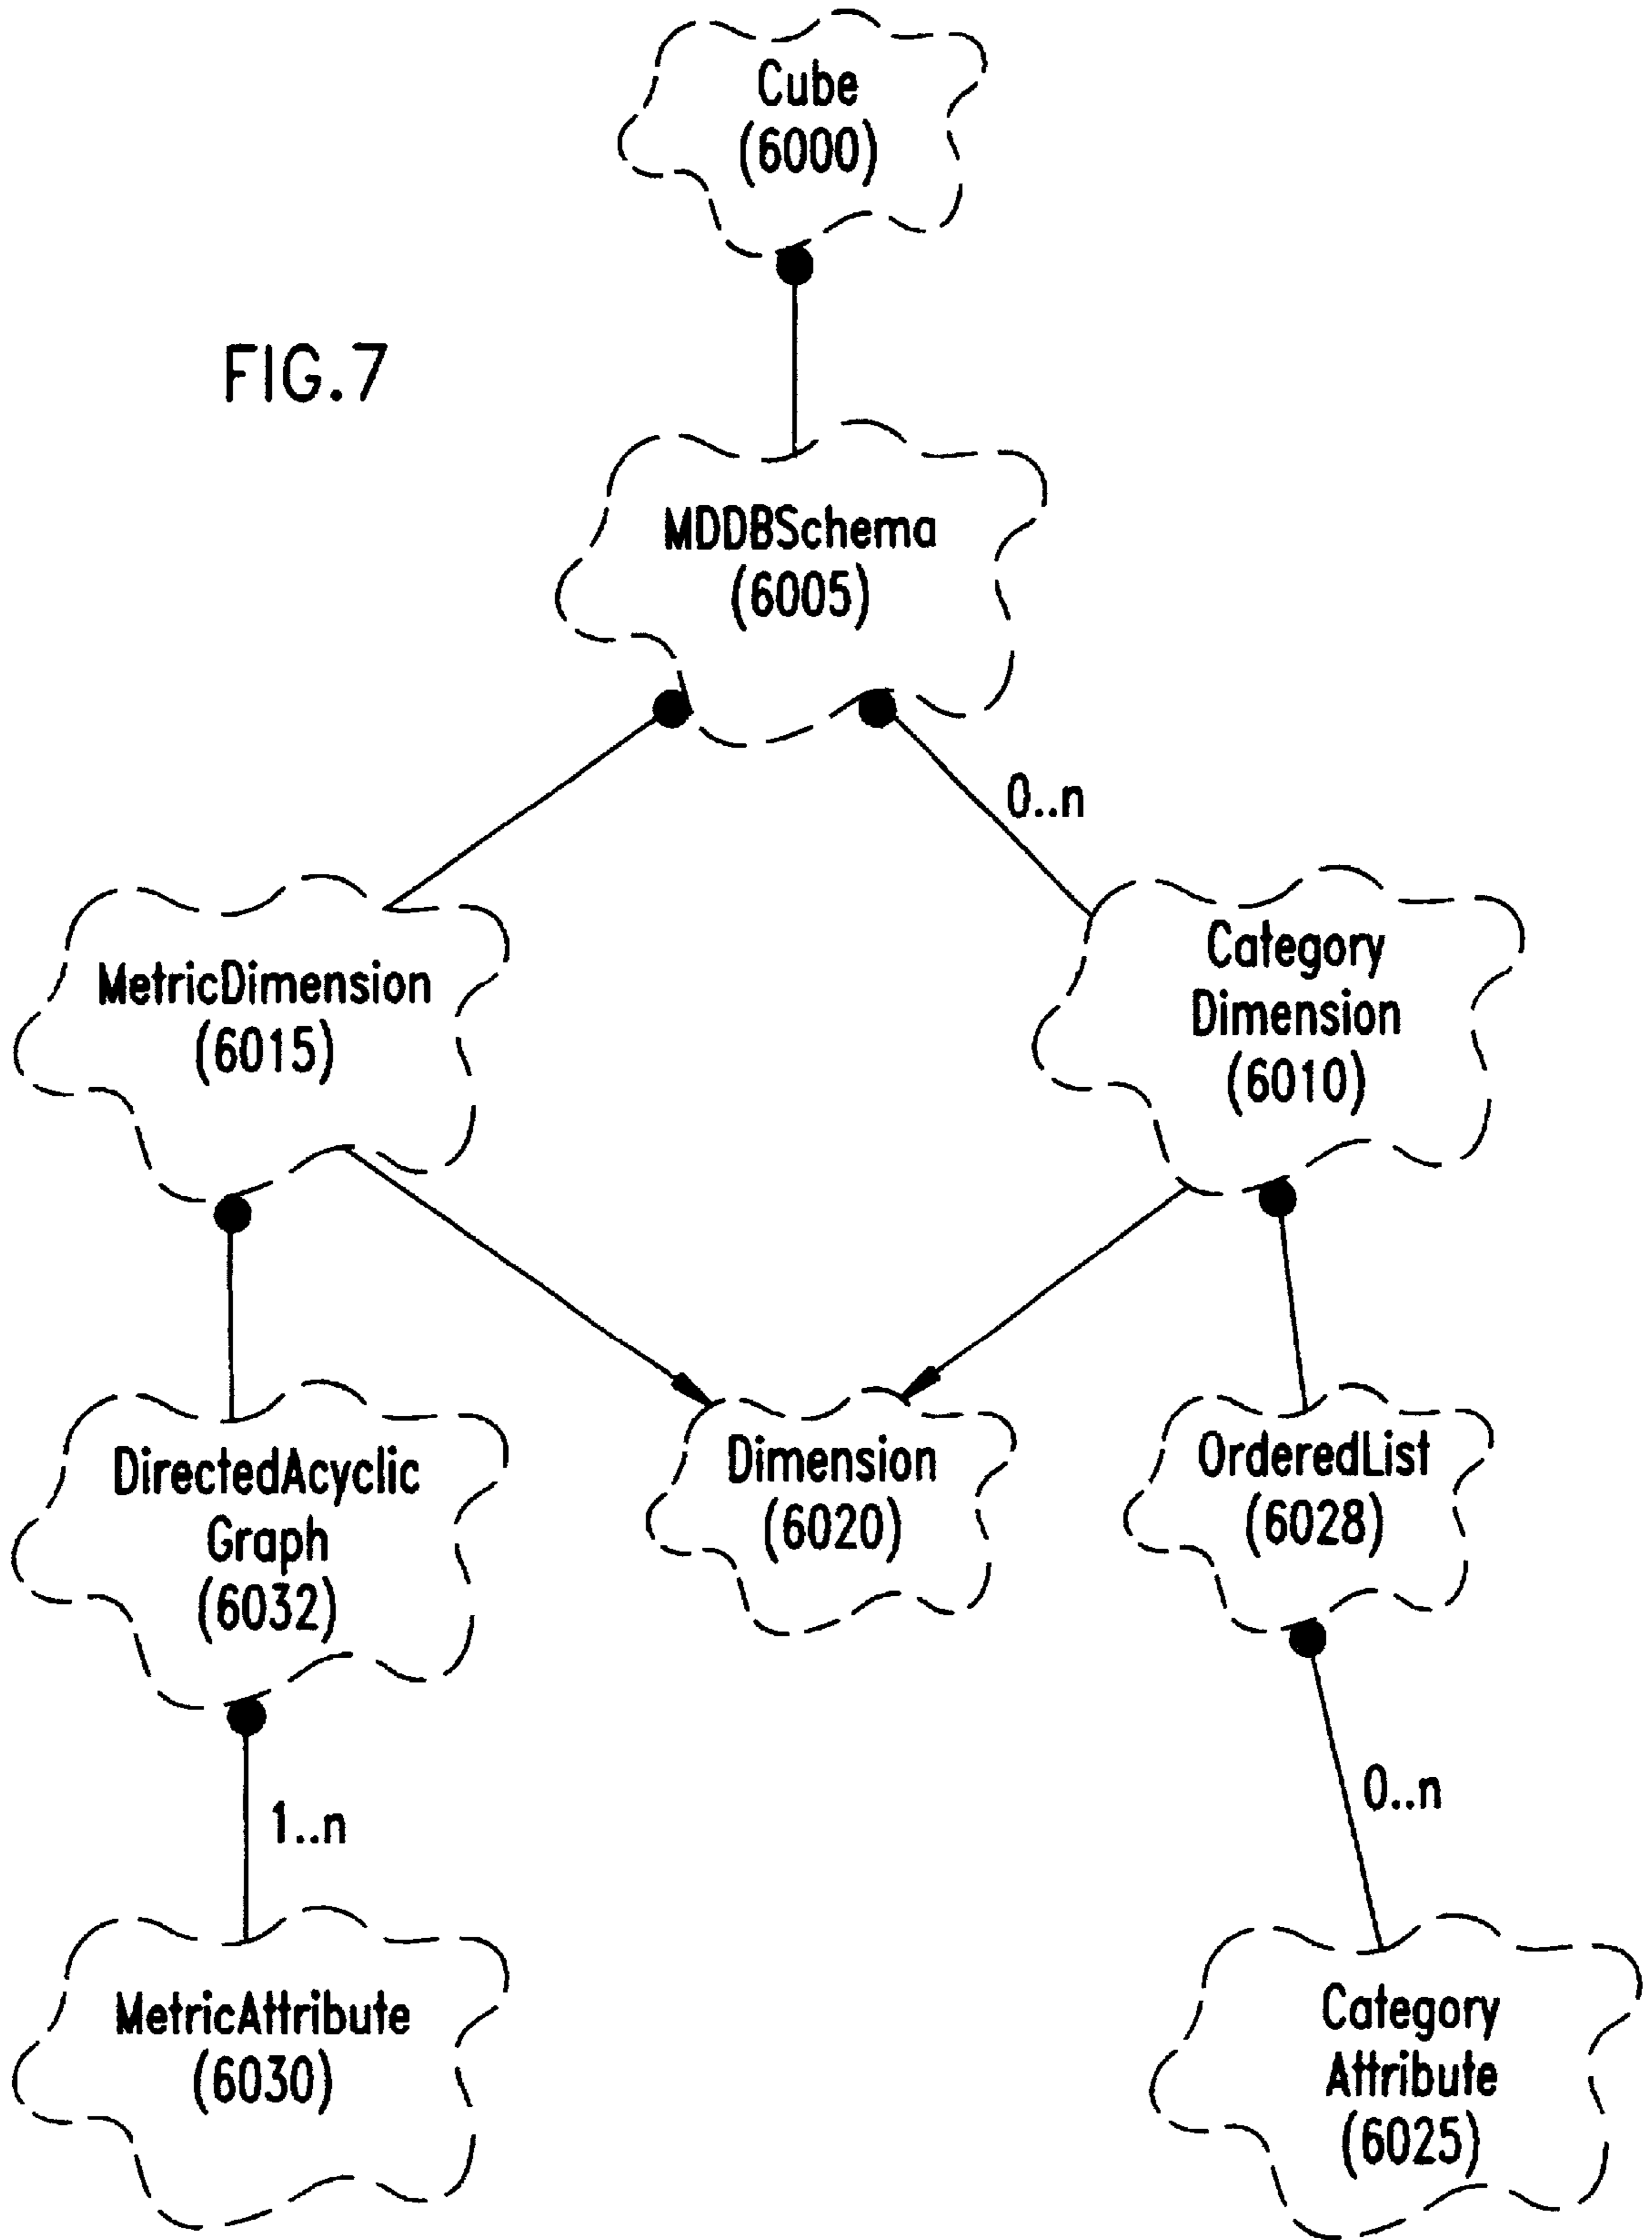 Cube
(6000)
FIG.7
MDDBSchema
(6005)
0..n
MetricDimension
(6015)
Category
Dimension
(6010)
DirectedAcyclic
Graph
(6032)
Dimension
(6020)
OrderedList
(6028)
1..n
0..n
MetricAttribute
(6030)
Category
Attribute
(6025)